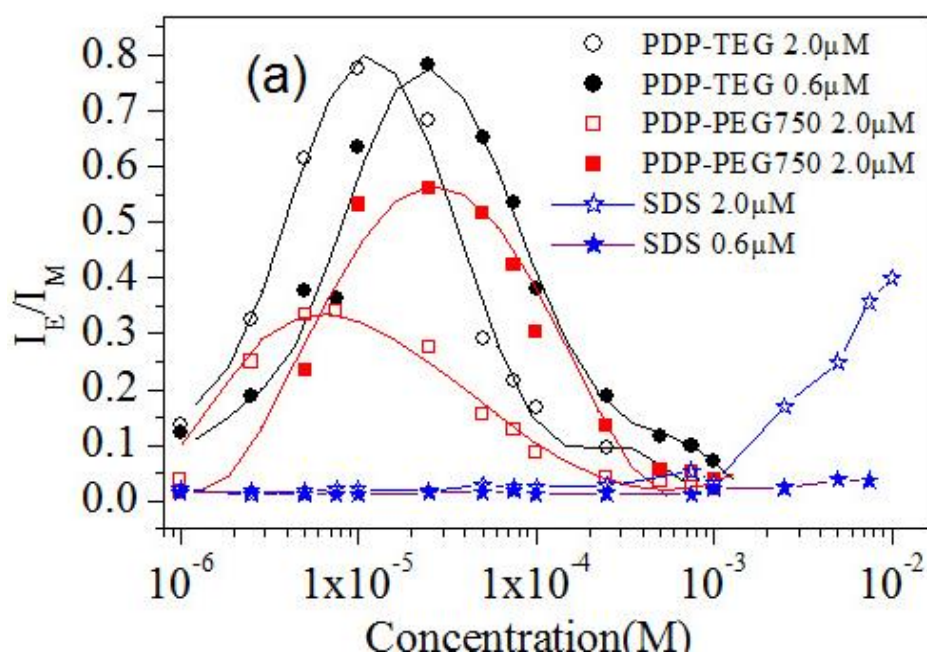 (a)
PDP-TEG 2.0µM
PDP-TEG 0.6µM
PDP-PEG750 2.0µM
PDP-PEG750 2.0µM
SDS 2.0µM
SDS 0.6µM
0.8
0.7
0.6
0.5
0.4
0.3
0.2
0.1
0.0
I_E/I_M
10^-6
1x10^-5
1x10^-4
10^-3
10^-2
Concentration(M)